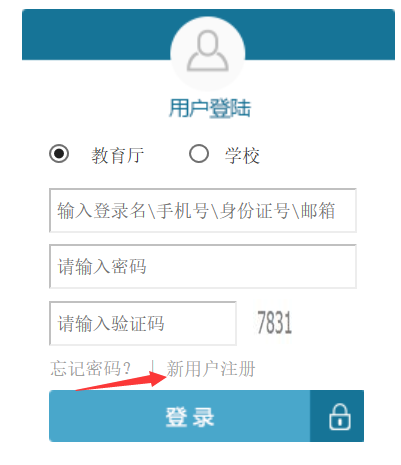 用户登陆
教育厅 学校
输入登录名\手机号\身份证号\邮箱
请输入密码
请输入验证码 7831
忘记密码？ | 新用户注册
登 录